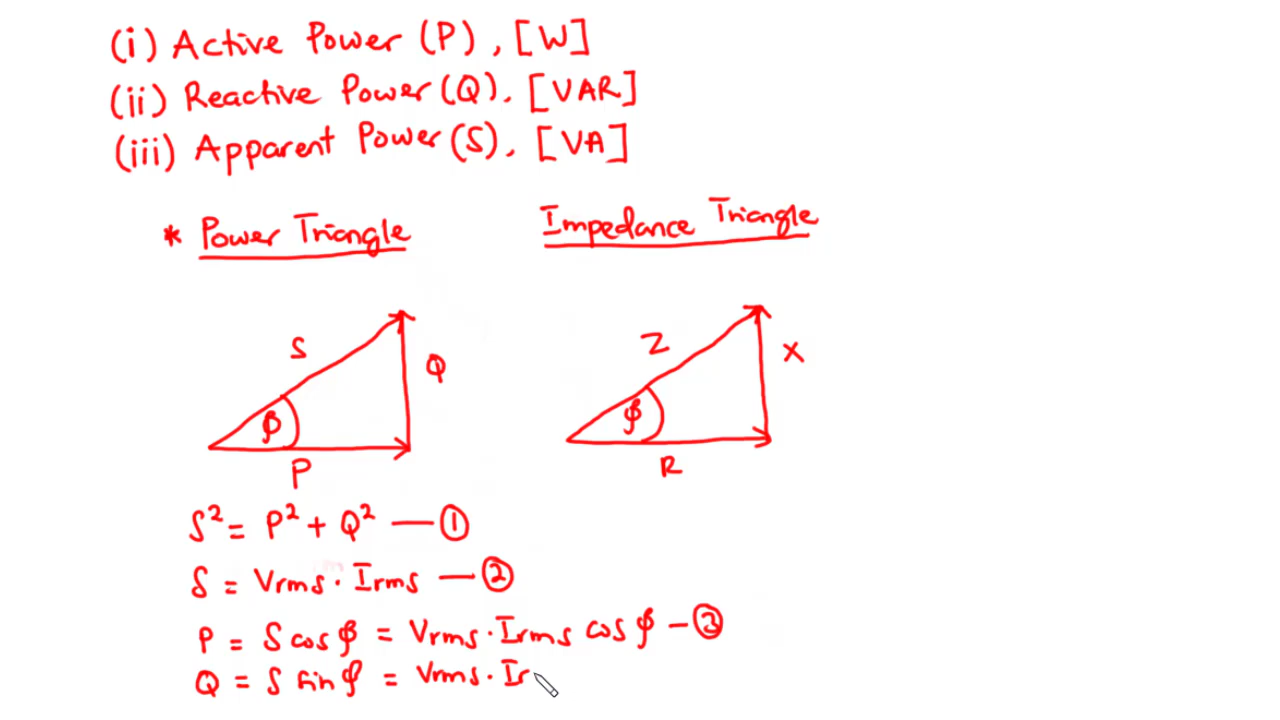 (i) Active Power (P), [W]
(ii) Reactive Power (Q), [VAR]
(iii) Apparent Power (S), [VA]
* Power Triangle
Impedance Triangle
S
Q
φ
P
Z
X
φ
R
S² = P² + Q² — ①
S = Vrms · Irms — ②
P = S cos φ = Vrms · Irms cos φ — ③
Q = S sin φ = Vrms · Ir